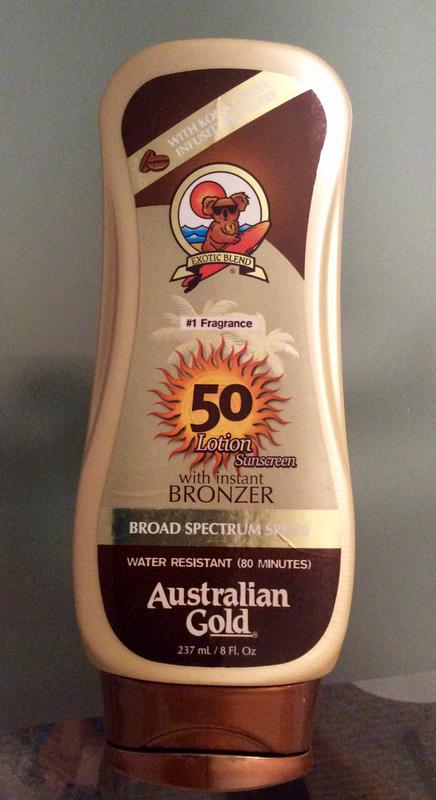 WITH KONA COFFEE
INFUSED BRONZERS
EXOTIC BLEND
®
#1 Fragrance
50
Lotion
Sunscreen
with instant
BRONZER
BROAD SPECTRUM SPF 50
WATER RESISTANT (80 MINUTES)
Australian
Gold®
237 mL / 8 Fl. Oz